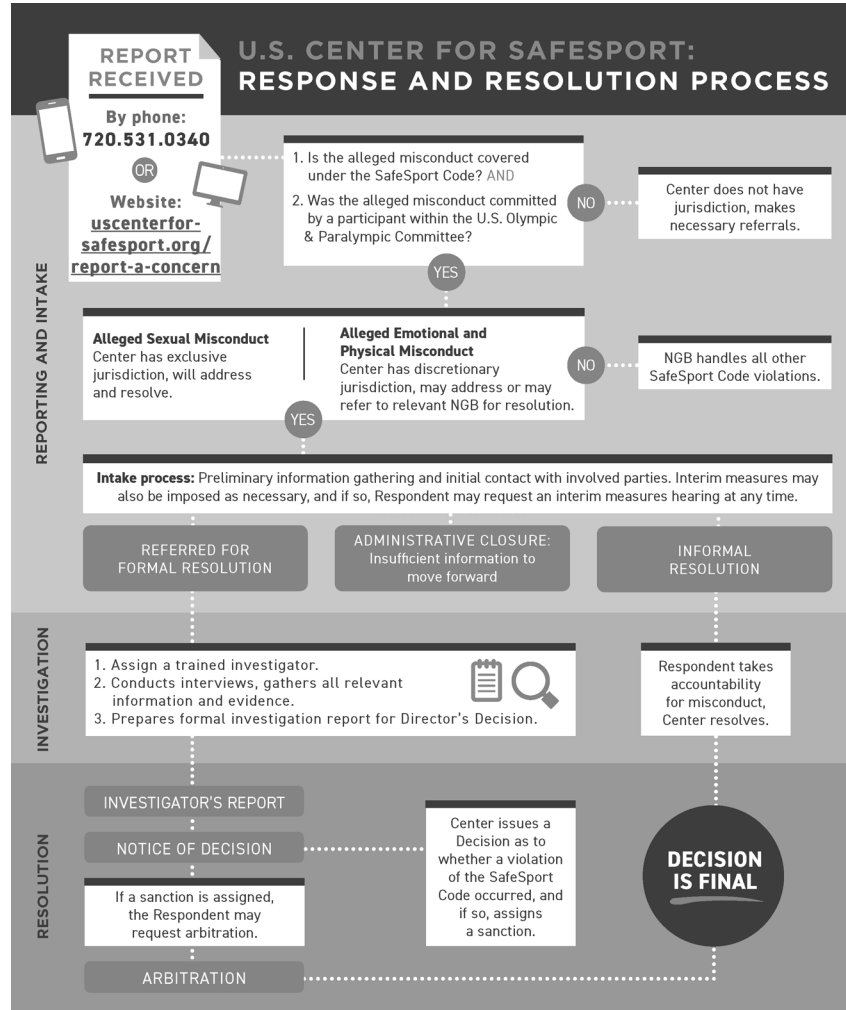 U.S. CENTER FOR SAFESPORT:
RESPONSE AND RESOLUTION PROCESS
REPORT
RECEIVED
By phone:
720.531.0340
OR
Website:
uscenterfor-
safesport.org/
report-a-concern
REPORTING AND INTAKE
1. Is the alleged misconduct covered
under the SafeSport Code? AND
2. Was the alleged misconduct committed
by a participant within the U.S. Olympic
& Paralympic Committee?
NO
Center does not have
jurisdiction, makes
necessary referrals.
YES
Alleged Sexual Misconduct
Center has exclusive
jurisdiction, will address
and resolve.
Alleged Emotional and
Physical Misconduct
Center has discretionary
jurisdiction, may address or may
refer to relevant NGB for resolution.
NO
NGB handles all other
SafeSport Code violations.
YES
Intake process: Preliminary information gathering and initial contact with involved parties. Interim measures may
also be imposed as necessary, and if so, Respondent may request an interim measures hearing at any time.
REFERRED FOR
FORMAL RESOLUTION
ADMINISTRATIVE CLOSURE:
Insufficient information to
move forward
INFORMAL
RESOLUTION
INVESTIGATION
1. Assign a trained investigator.
2. Conducts interviews, gathers all relevant
information and evidence.
3. Prepares formal investigation report for Director's Decision.
Respondent takes
accountability
for misconduct,
Center resolves.
RESOLUTION
INVESTIGATOR'S REPORT
NOTICE OF DECISION
If a sanction is assigned,
the Respondent may
request arbitration.
ARBITRATION
Center issues a
Decision as to
whether a violation
of the SafeSport
Code occurred, and
if so, assigns
a sanction.
DECISION
IS FINAL